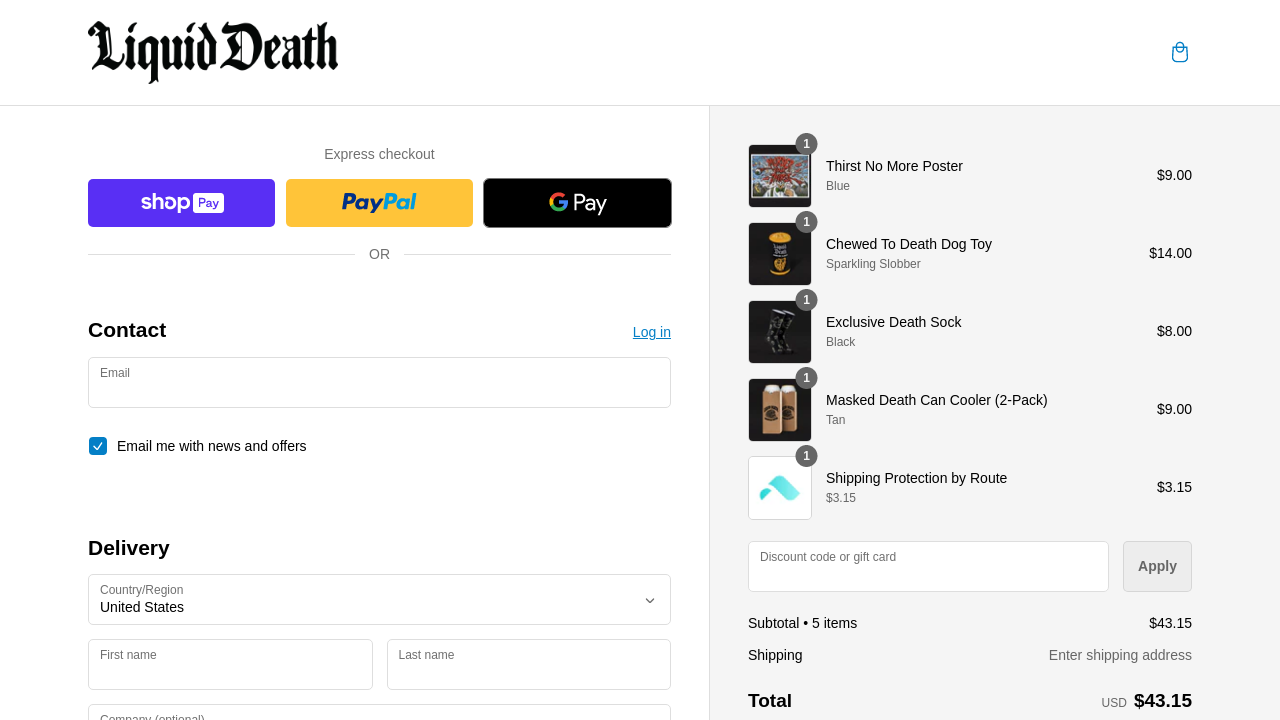 Liquid Death
Express checkout
shop Pay
PayPal
G Pay
OR
Contact
Log in
Email
Email me with news and offers
Delivery
Country/Region
United States
First name
Last name
Company (optional)
1
Thirst No More Poster
Blue
$9.00
1
Chewed To Death Dog Toy
Sparkling Slobber
$14.00
1
Exclusive Death Sock
Black
$8.00
1
Masked Death Can Cooler (2-Pack)
Tan
$9.00
1
Shipping Protection by Route
$3.15
$3.15
Discount code or gift card
Apply
Subtotal • 5 items
$43.15
Shipping
Enter shipping address
Total
USD $43.15